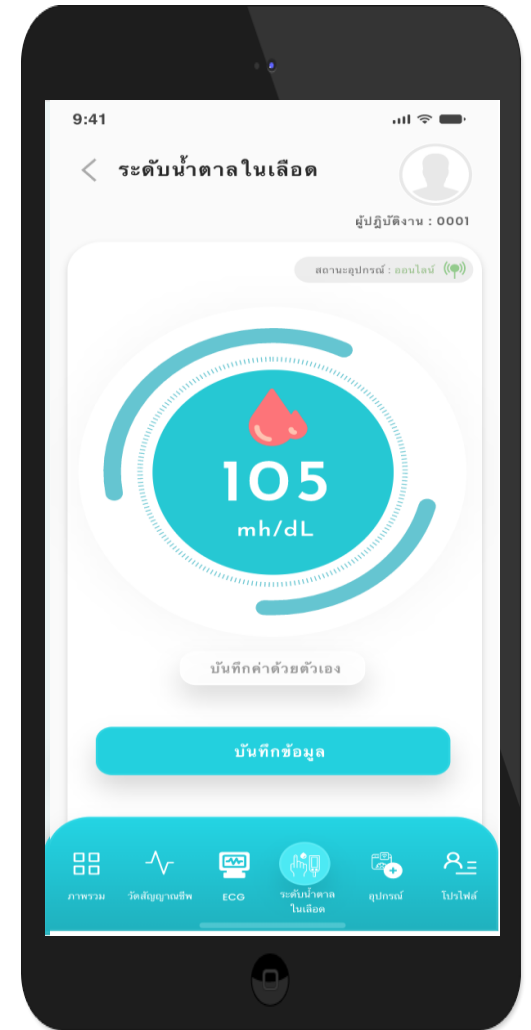 9:41
ระดับน้ำตาลในเลือด
ผู้ปฏิบัติงาน : 0001
สถานะอุปกรณ์ : ออนไลน์
105
mh/dL
บันทึกค่าด้วยตัวเอง
บันทึกข้อมูล
ภาพรวม วัดสัญญาณชีพ ECG ระดับน้ำตาล อุปกรณ์ โปรไฟล์
ในเลือด